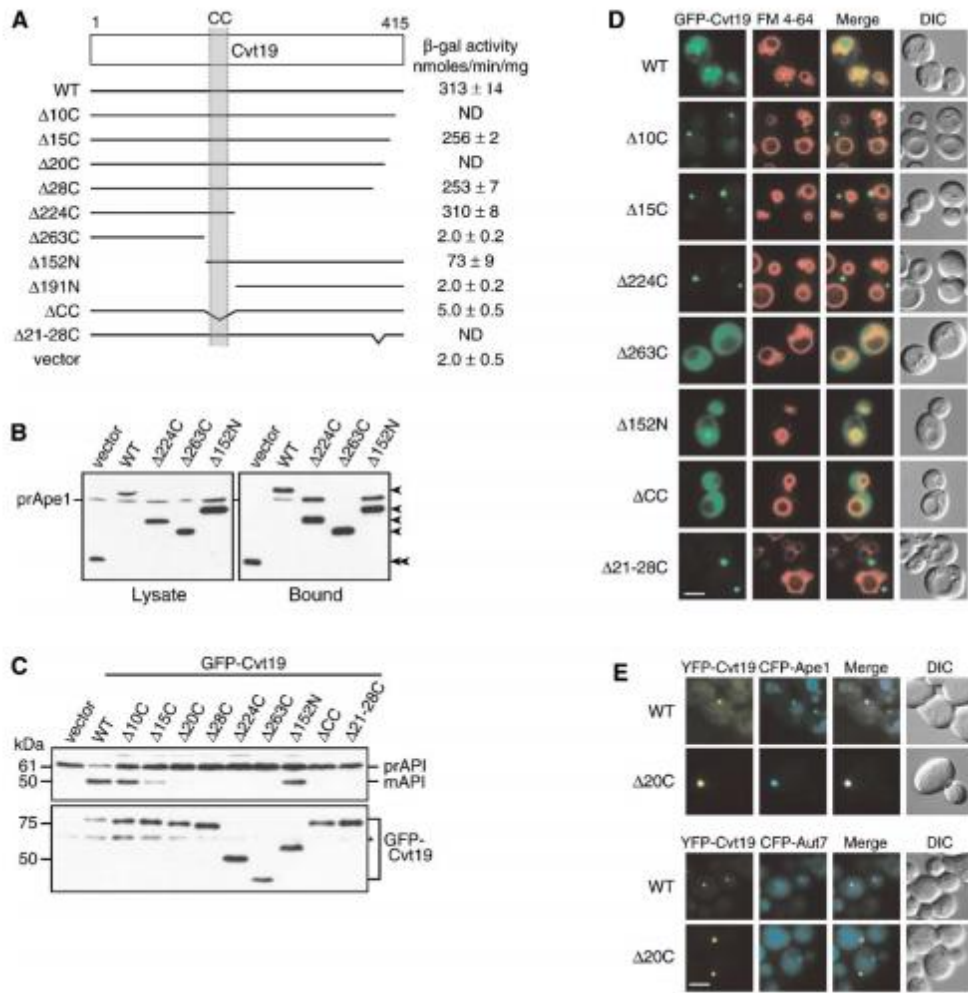 A
1 CC 415
Cvt19
β-gal activity
nmoles/min/mg
WT 313 ± 14
Δ10C ND
Δ15C 256 ± 2
Δ20C ND
Δ28C 253 ± 7
Δ224C 310 ± 8
Δ263C 2.0 ± 0.2
Δ152N 73 ± 9
Δ191N 2.0 ± 0.2
ΔCC 5.0 ± 0.5
Δ21-28C ND
vector 2.0 ± 0.5
B
vector WT Δ224C Δ263C Δ152N vector WT Δ224C Δ263C Δ152N
prApe1
Lysate Bound
C
GFP-Cvt19
vector WT Δ10C Δ15C Δ20C Δ28C Δ224C Δ263C Δ152N ΔCC Δ21-28C
kDa
61 prAPI
50 mAPI
75
GFP-
Cvt19
50
D
GFP-Cvt19 FM 4-64 Merge DIC
WT
Δ10C
Δ15C
Δ224C
Δ263C
Δ152N
ΔCC
Δ21-28C
E
YFP-Cvt19 CFP-Ape1 Merge DIC
WT
Δ20C
YFP-Cvt19 CFP-Aut7 Merge DIC
WT
Δ20C